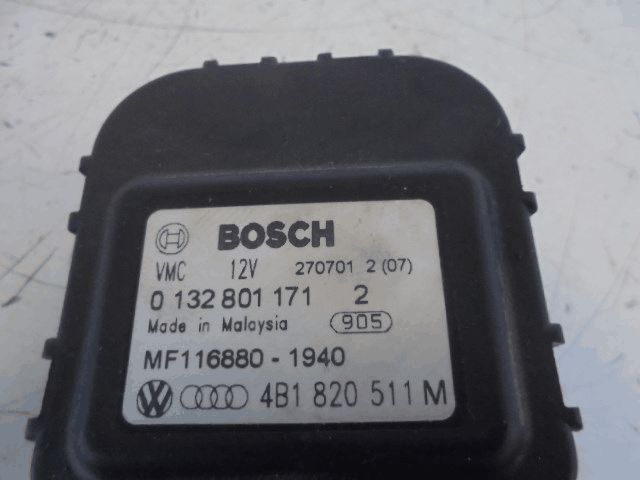 BOSCH
VMC 12V 270701 2 (07)
0 132 801 171 2
Made in Malaysia 905
MF116880 - 1940
4B1 820 511 M